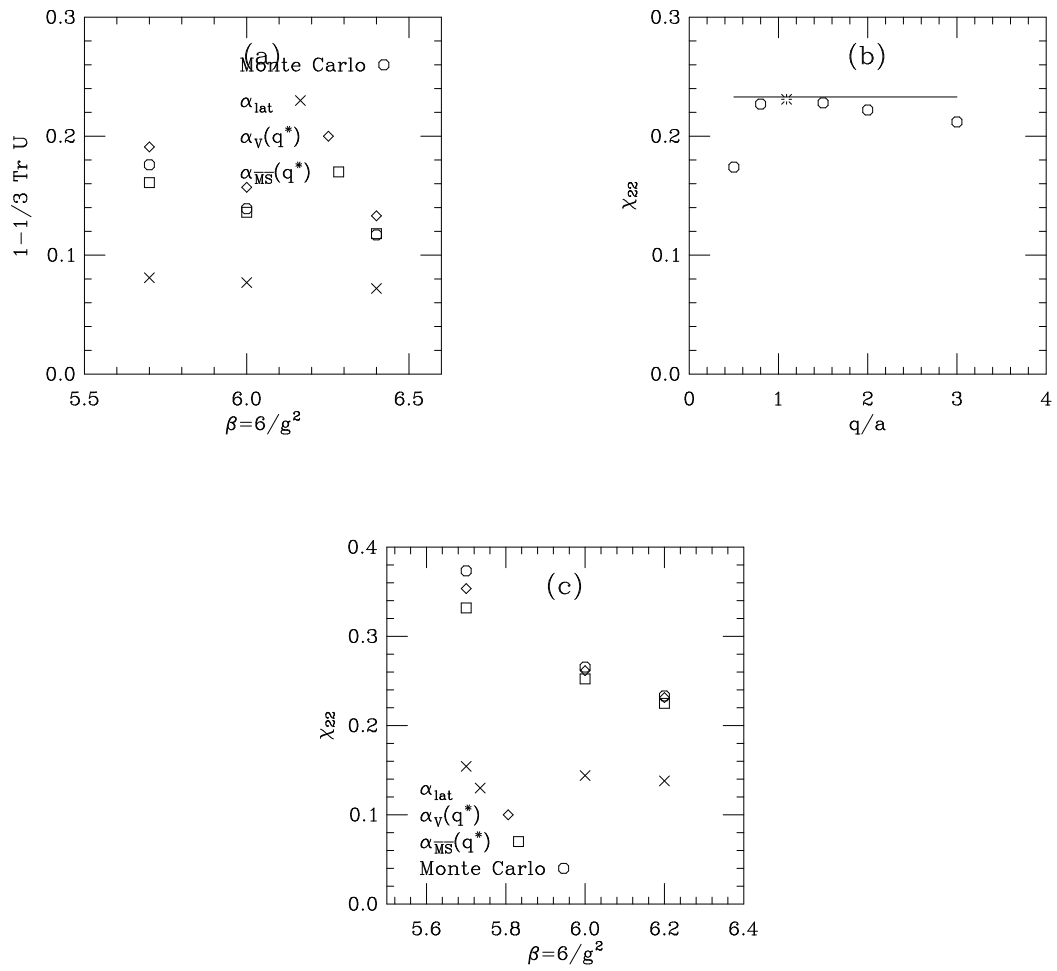 0.3
0.2
0.1
0.0
1−1/3 Tr U
(a)
Monte Carlo
α_lat
α_V(q*)
α_M̅S̅(q*)
5.5 6.0 6.5
β=6/g²
0.3
0.2
0.1
0.0
χ₂₂
(b)
0 1 2 3 4
q/a
0.4
0.3
0.2
0.1
0.0
χ₂₂
(c)
α_lat
α_V(q*)
α_M̅S̅(q*)
Monte Carlo
5.6 5.8 6.0 6.2 6.4
β=6/g²